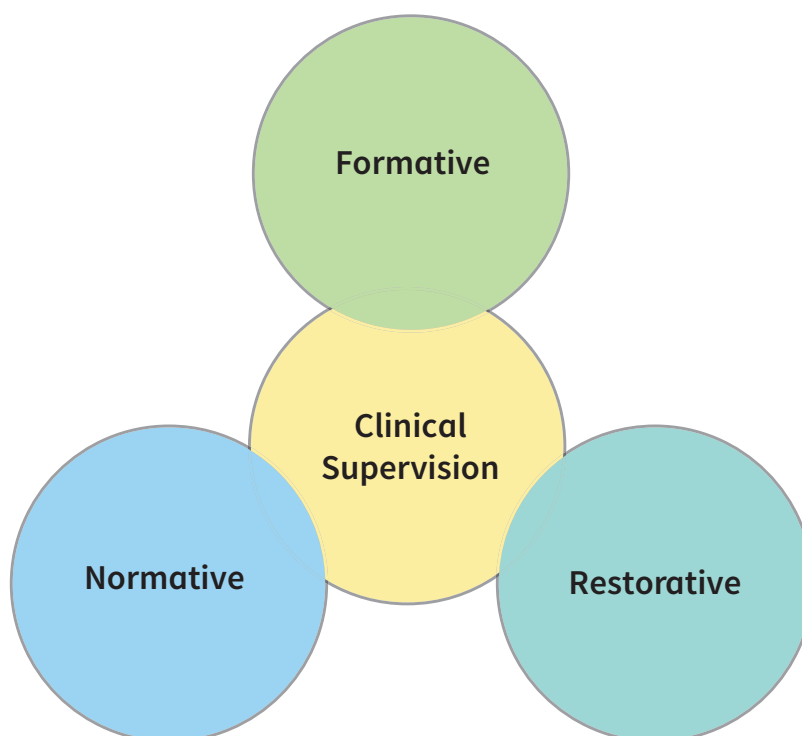 Formative
Clinical
Supervision
Normative
Restorative